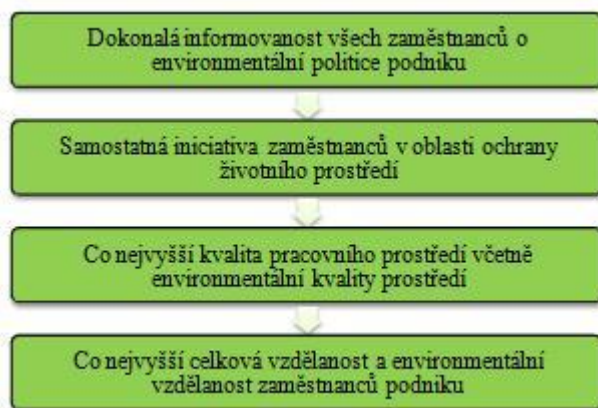 Dokonalá informovanost všech zaměstnanců o
environmentální politice podniku
Samostatná iniciativa zaměstnanců v oblasti ochrany
životního prostředí
Co nejvyšší kvalita pracovního prostředí včetně
environmentální kvality prostředí
Co nejvyšší celková vzdělanost a environmentální
vzdělanost zaměstnanců podniku